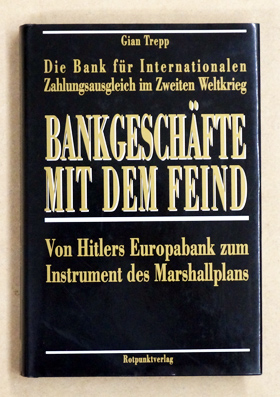 Gian Trepp
Die Bank für Internationalen
Zahlungsausgleich im Zweiten Weltkrieg
BANKGESCHÄFTE
MIT DEM FEIND
Von Hitlers Europabank zum
Instrument des Marshallplans
Rotpunktverlag